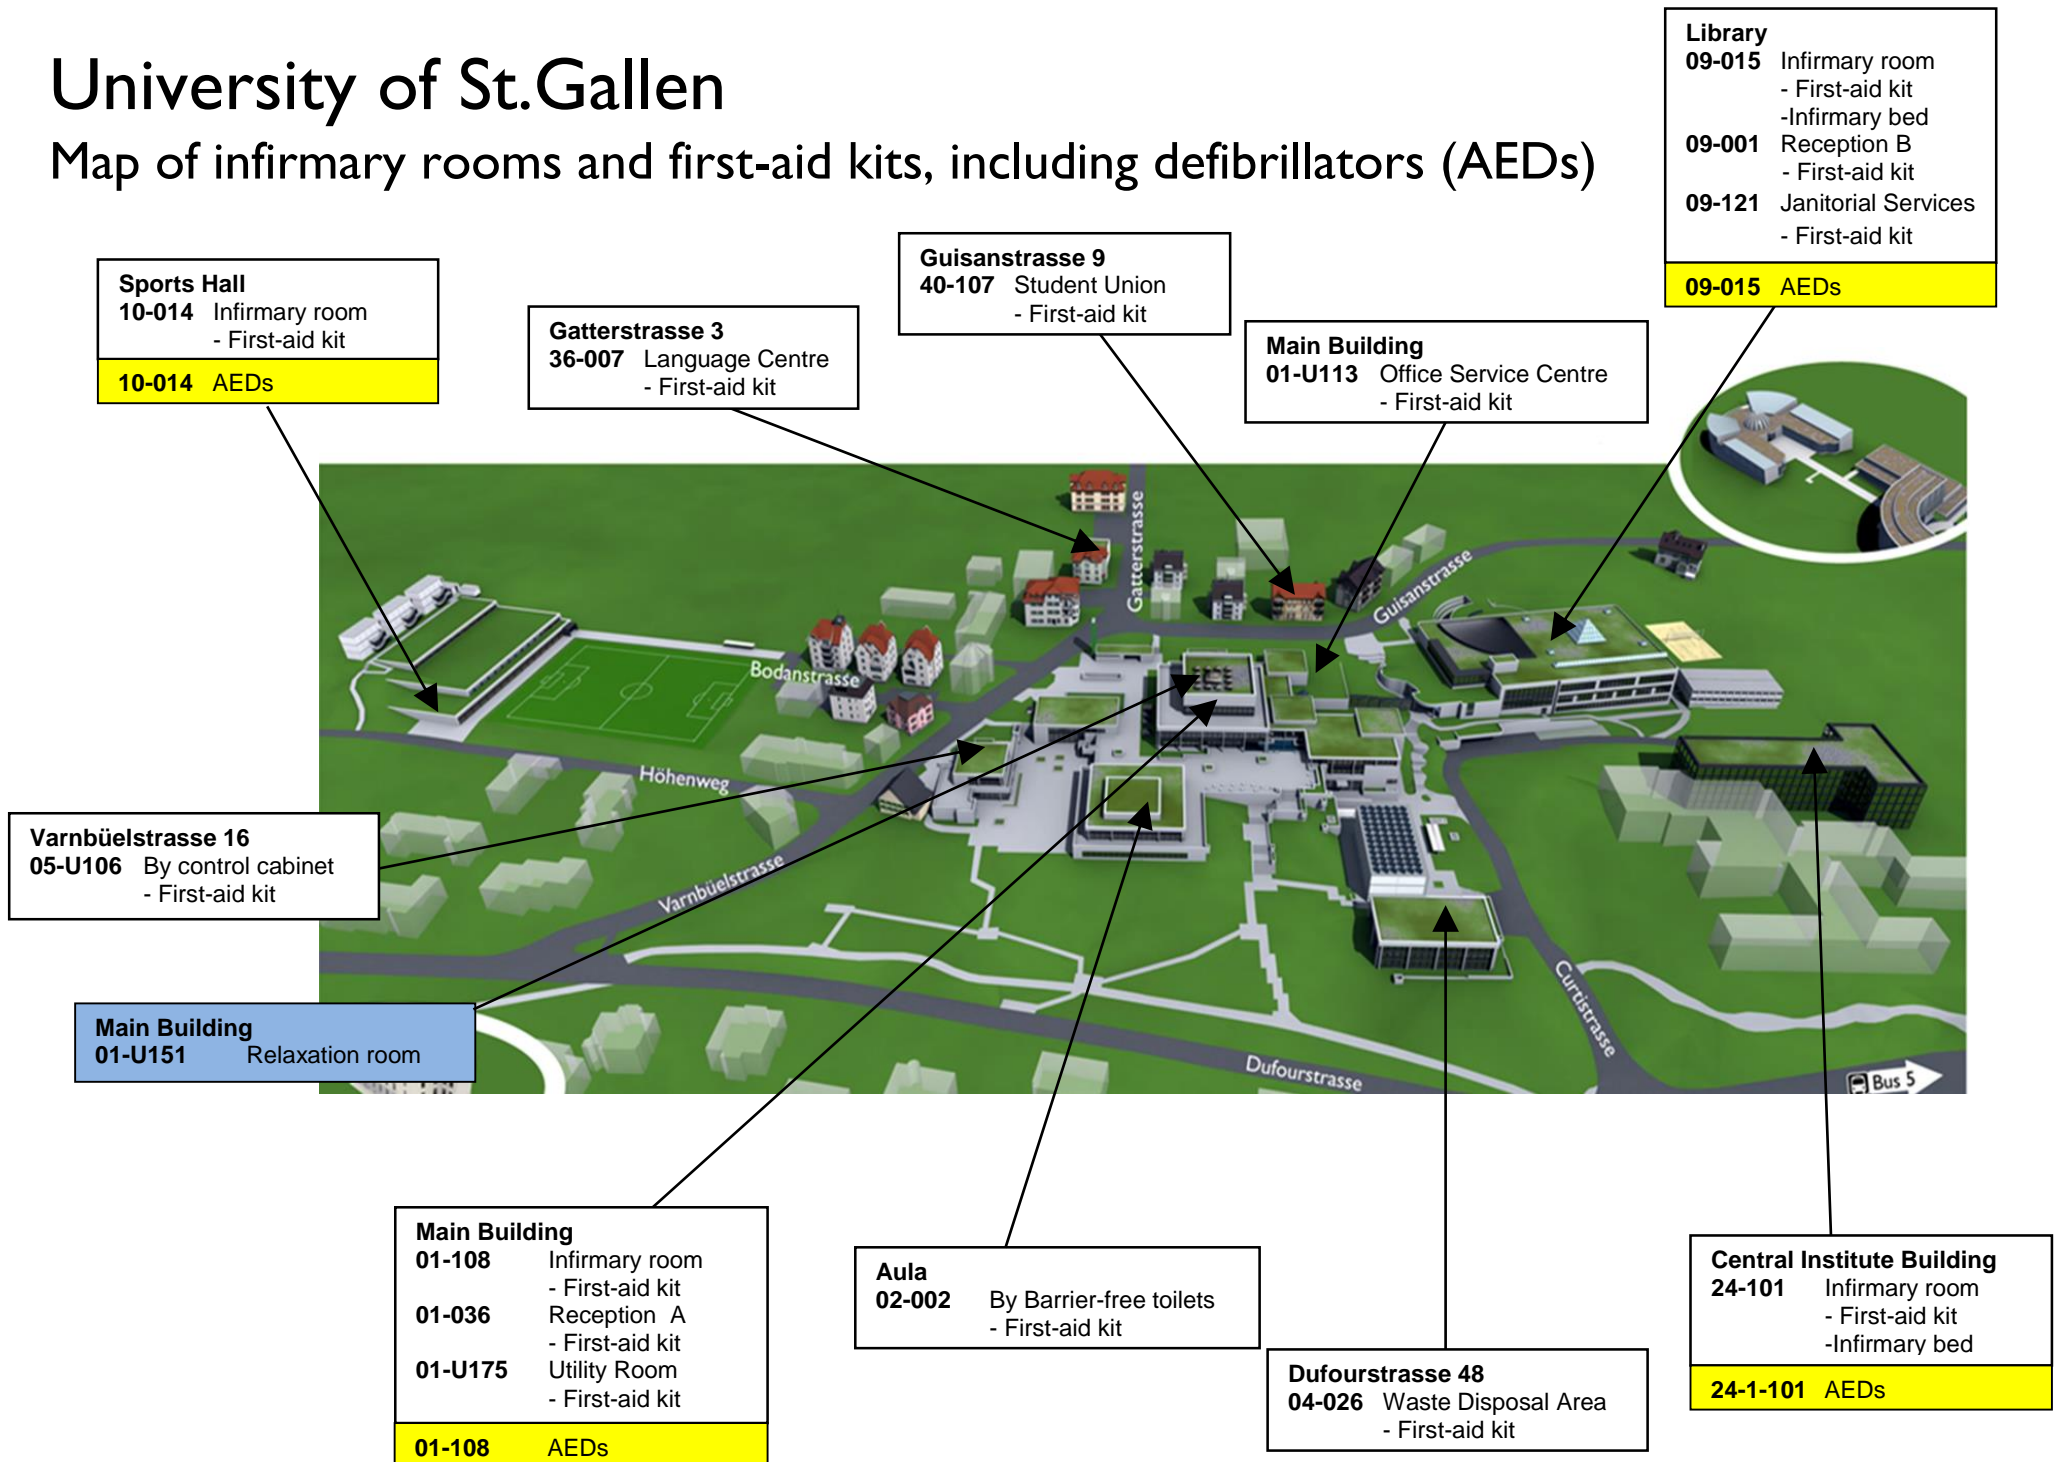 University of St.Gallen
Map of infirmary rooms and first-aid kits, including defibrillators (AEDs)
Library
09-015 Infirmary room
- First-aid kit
-Infirmary bed
09-001 Reception B
- First-aid kit
09-121 Janitorial Services
- First-aid kit
09-015 AEDs
Sports Hall
10-014 Infirmary room
- First-aid kit
10-014 AEDs
Gatterstrasse 3
36-007 Language Centre
- First-aid kit
Guisanstrasse 9
40-107 Student Union
- First-aid kit
Main Building
01-U113 Office Service Centre
- First-aid kit
Gatterstrasse
Guisanstrasse
Bodanstrasse
Höhenweg
Varnbüelstrasse
Curtistrasse
Dufourstrasse
Bus 5
Varnbüelstrasse 16
05-U106 By control cabinet
- First-aid kit
Main Building
01-U151 Relaxation room
Main Building
01-108 Infirmary room
- First-aid kit
01-036 Reception A
- First-aid kit
01-U175 Utility Room
- First-aid kit
01-108 AEDs
Aula
02-002 By Barrier-free toilets
- First-aid kit
Dufourstrasse 48
04-026 Waste Disposal Area
- First-aid kit
Central Institute Building
24-101 Infirmary room
- First-aid kit
-Infirmary bed
24-1-101 AEDs